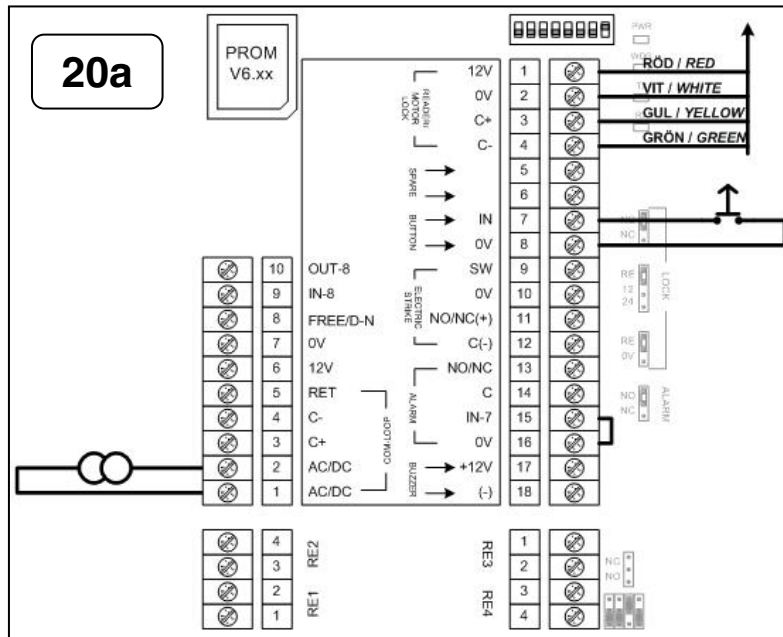 20a
PROM
V6.xx
PWR
WDG
RÖD / RED
VIT / WHITE
GUL / YELLOW
GRÖN / GREEN
READER/
MOTOR
LOCK
12V 1
0V 2
C+ 3
C- 4
SPARE
5
6
BUTTON
IN 7
0V 8
NO
NC
ELECTRIC
STRIKE
SW 9
0V 10
NO/NC(+) 11
C(-) 12
RE
12
24
LOCK
RE
0V
ALARM
NO/NC 13
C 14
IN-7 15
0V 16
NO
NC
ALARM
BUZZER
+12V 17
(-) 18
10 OUT-8
9 IN-8
8 FREE/D-N
7 0V
6 12V
5 RET
4 C-
3 C+
2 AC/DC
1 AC/DC
COM/LOOP
4
3
RE2
2
1
RE1
RE3
1
2
RE4
3
4
NC
NO